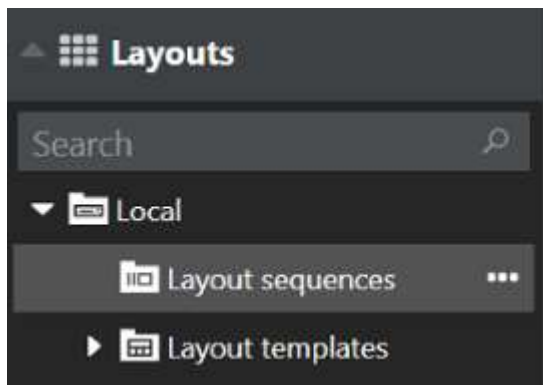 Layouts
Search
Local
Layout sequences
Layout templates